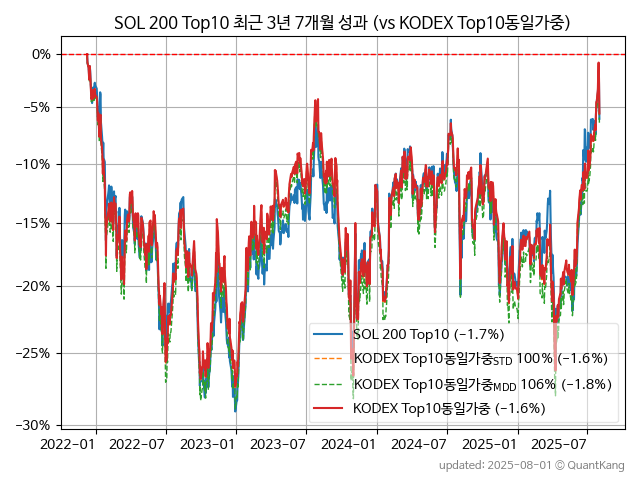 SOL 200 Top10 최근 3년 7개월 성과 (vs KODEX Top10동일가중)
0%
−5%
−10%
−15%
−20%
−25%
−30%
SOL 200 Top10 (−1.7%)
KODEX Top10동일가중STD 100% (−1.6%)
KODEX Top10동일가중MDD 106% (−1.8%)
KODEX Top10동일가중 (−1.6%)
2022-01 2022-07 2023-01 2023-07 2024-01 2024-07 2025-01 2025-07
updated: 2025-08-01 © QuantKang